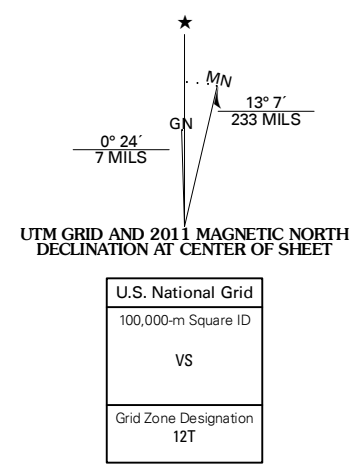 ★
MN
GN
13° 7´
233 MILS
0° 24´
7 MILS
UTM GRID AND 2011 MAGNETIC NORTH
DECLINATION AT CENTER OF SHEET
U.S. National Grid
100,000-m Square ID
VS
Grid Zone Designation
12T